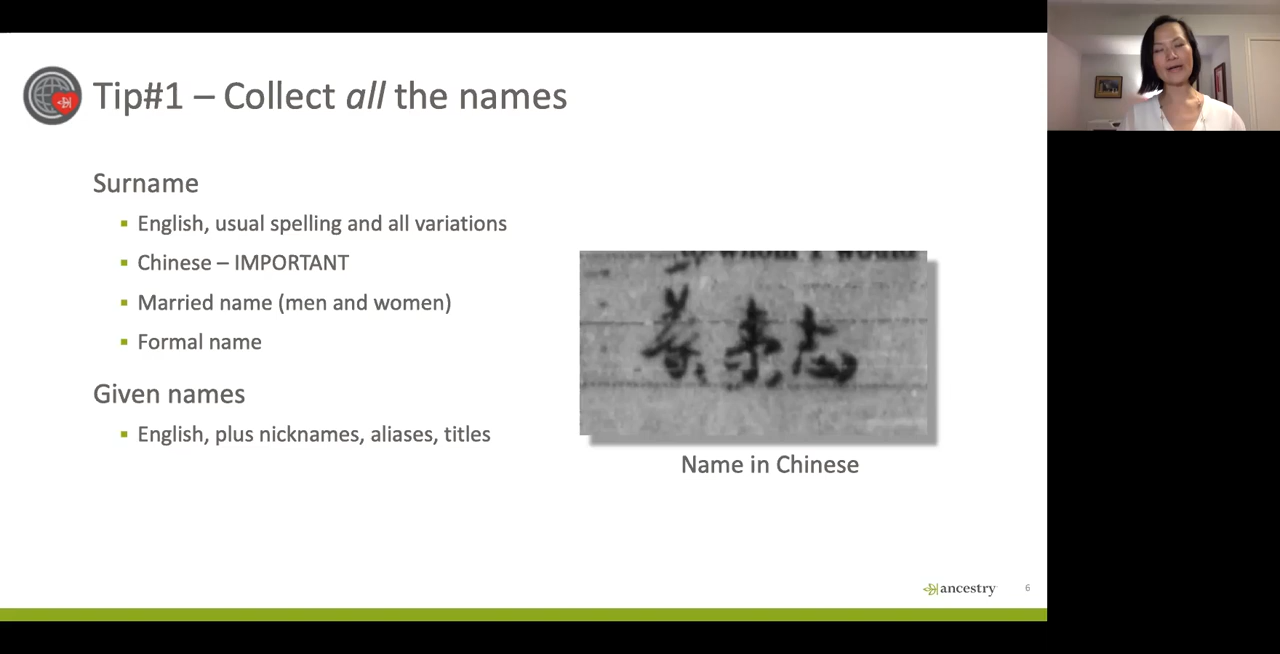 Tip#1 – Collect all the names
Surname
▪ English, usual spelling and all variations
▪ Chinese – IMPORTANT
▪ Married name (men and women)
▪ Formal name
Given names
▪ English, plus nicknames, aliases, titles
Name in Chinese
ancestry
6